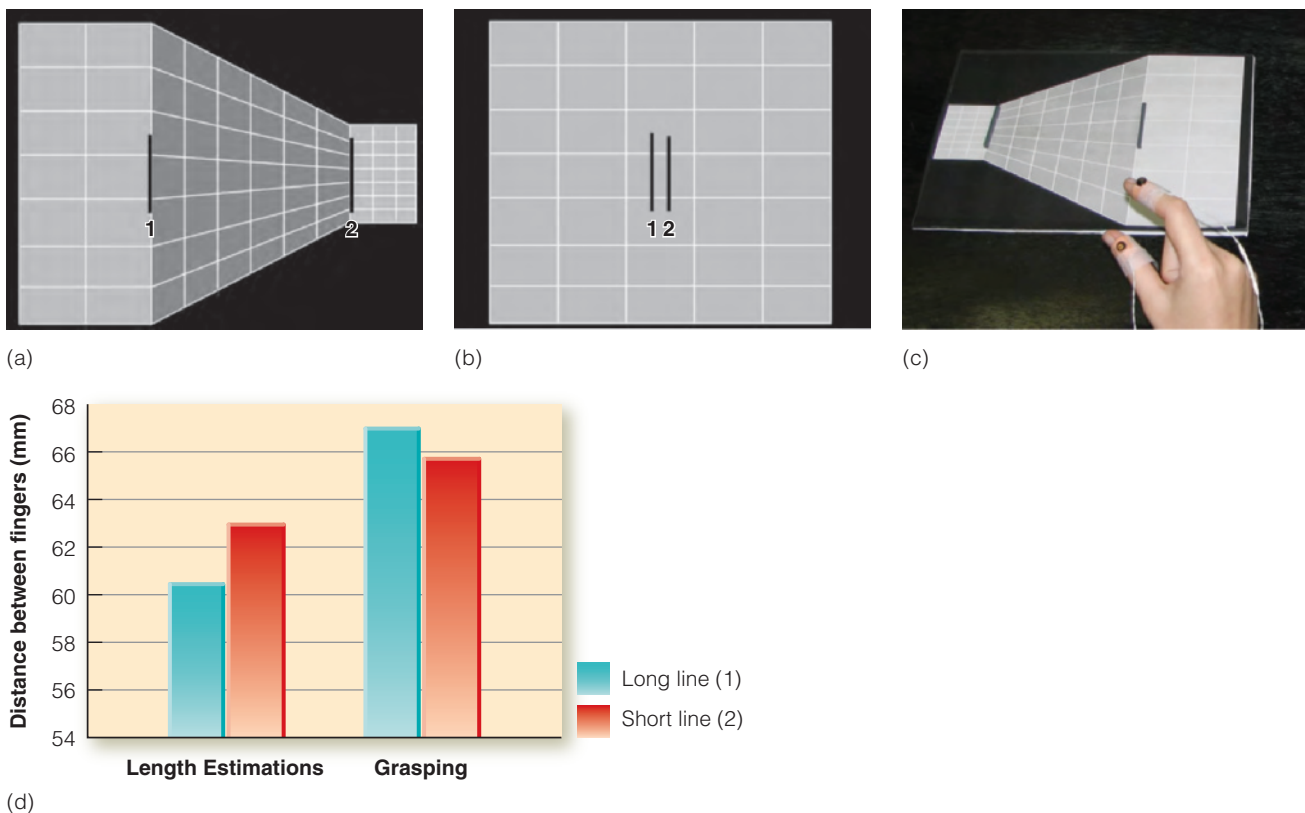 1
2
1 2
(a)
(b)
(c)
Distance between fingers (mm)
68
66
64
62
60
58
56
54
Length Estimations
Grasping
Long line (1)
Short line (2)
(d)